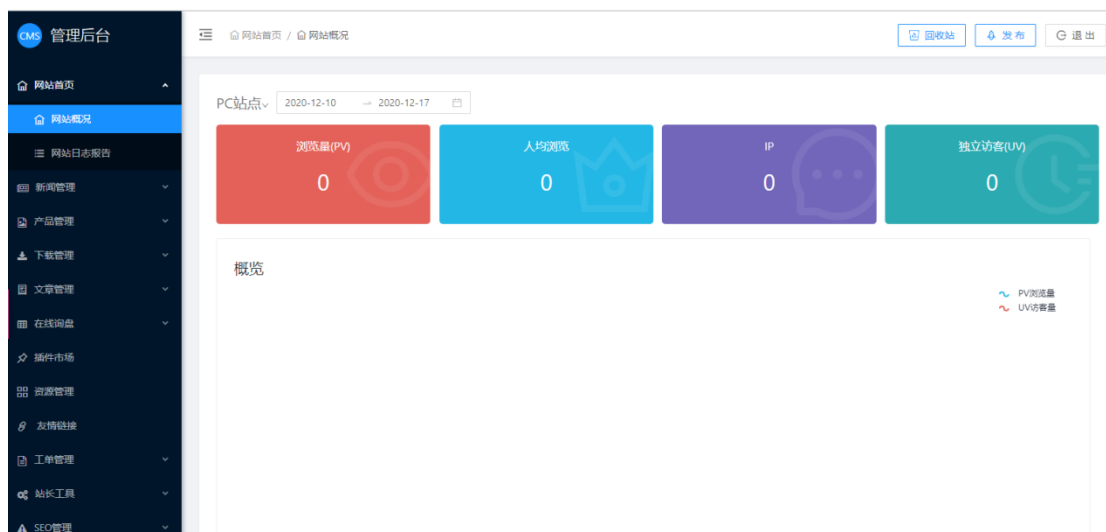 CMS 管理后台
网站首页 / 网站概况
回收站
发布
退出
网站首页
网站概况
网站日志报告
新闻管理
产品管理
下载管理
文章管理
在线询盘
插件市场
资源管理
友情链接
工单管理
站长工具
SEO管理
PC站点 2020-12-10 → 2020-12-17
浏览量(PV)
0
人均浏览
0
IP
0
独立访客(UV)
0
概览
PV浏览量
UV访客量